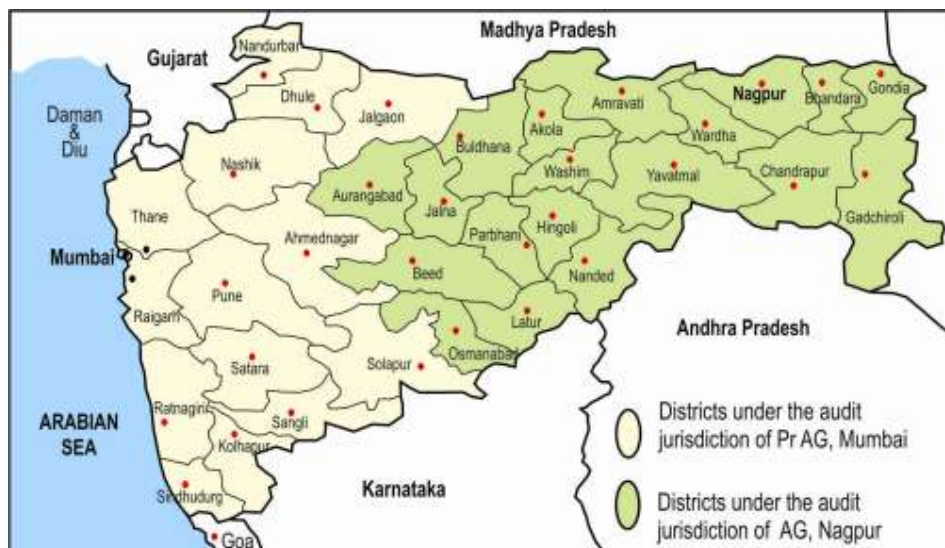 Madhya Pradesh
Gujarat
Nandurbar
Dhule
Jalgaon
Daman
&
Diu
Nashik
Buldhana
Akola
Amravati
Nagpur
Bhandara
Gondia
Wardha
Washim
Yavatmal
Chandrapur
Gadchiroli
Aurangabad
Jalna
Hingoli
Parbhani
Thane
Ahmednagar
Mumbai
Beed
Nanded
Pune
Raigarh
Latur
Osmanabad
Andhra Pradesh
Satara
Solapur
Ratnagiri
Sangli
Kolhapur
ARABIAN
SEA
Sindhudurg
Karnataka
Goa
Districts under the audit
jurisdiction of Pr AG, Mumbai
Districts under the audit
jurisdiction of AG, Nagpur